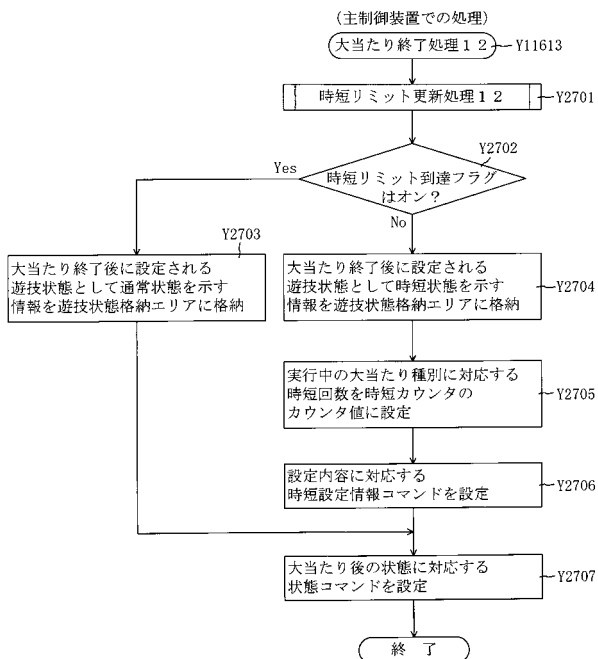 (主制御装置での処理)
大当たり終了処理12
Y11613
時短リミット更新処理12
Y2701
Y2702
時短リミット到達フラグ
はオン?
Yes
No
Y2703
大当たり終了後に設定される
遊技状態として通常状態を示す
情報を遊技状態格納エリアに格納
大当たり終了後に設定される
遊技状態として時短状態を示す
情報を遊技状態格納エリアに格納
Y2704
実行中の大当たり種別に対応する
時短回数を時短カウンタの
カウンタ値に設定
Y2705
設定内容に対応する
時短設定情報コマンドを設定
Y2706
大当たり後の状態に対応する
状態コマンドを設定
Y2707
終 了